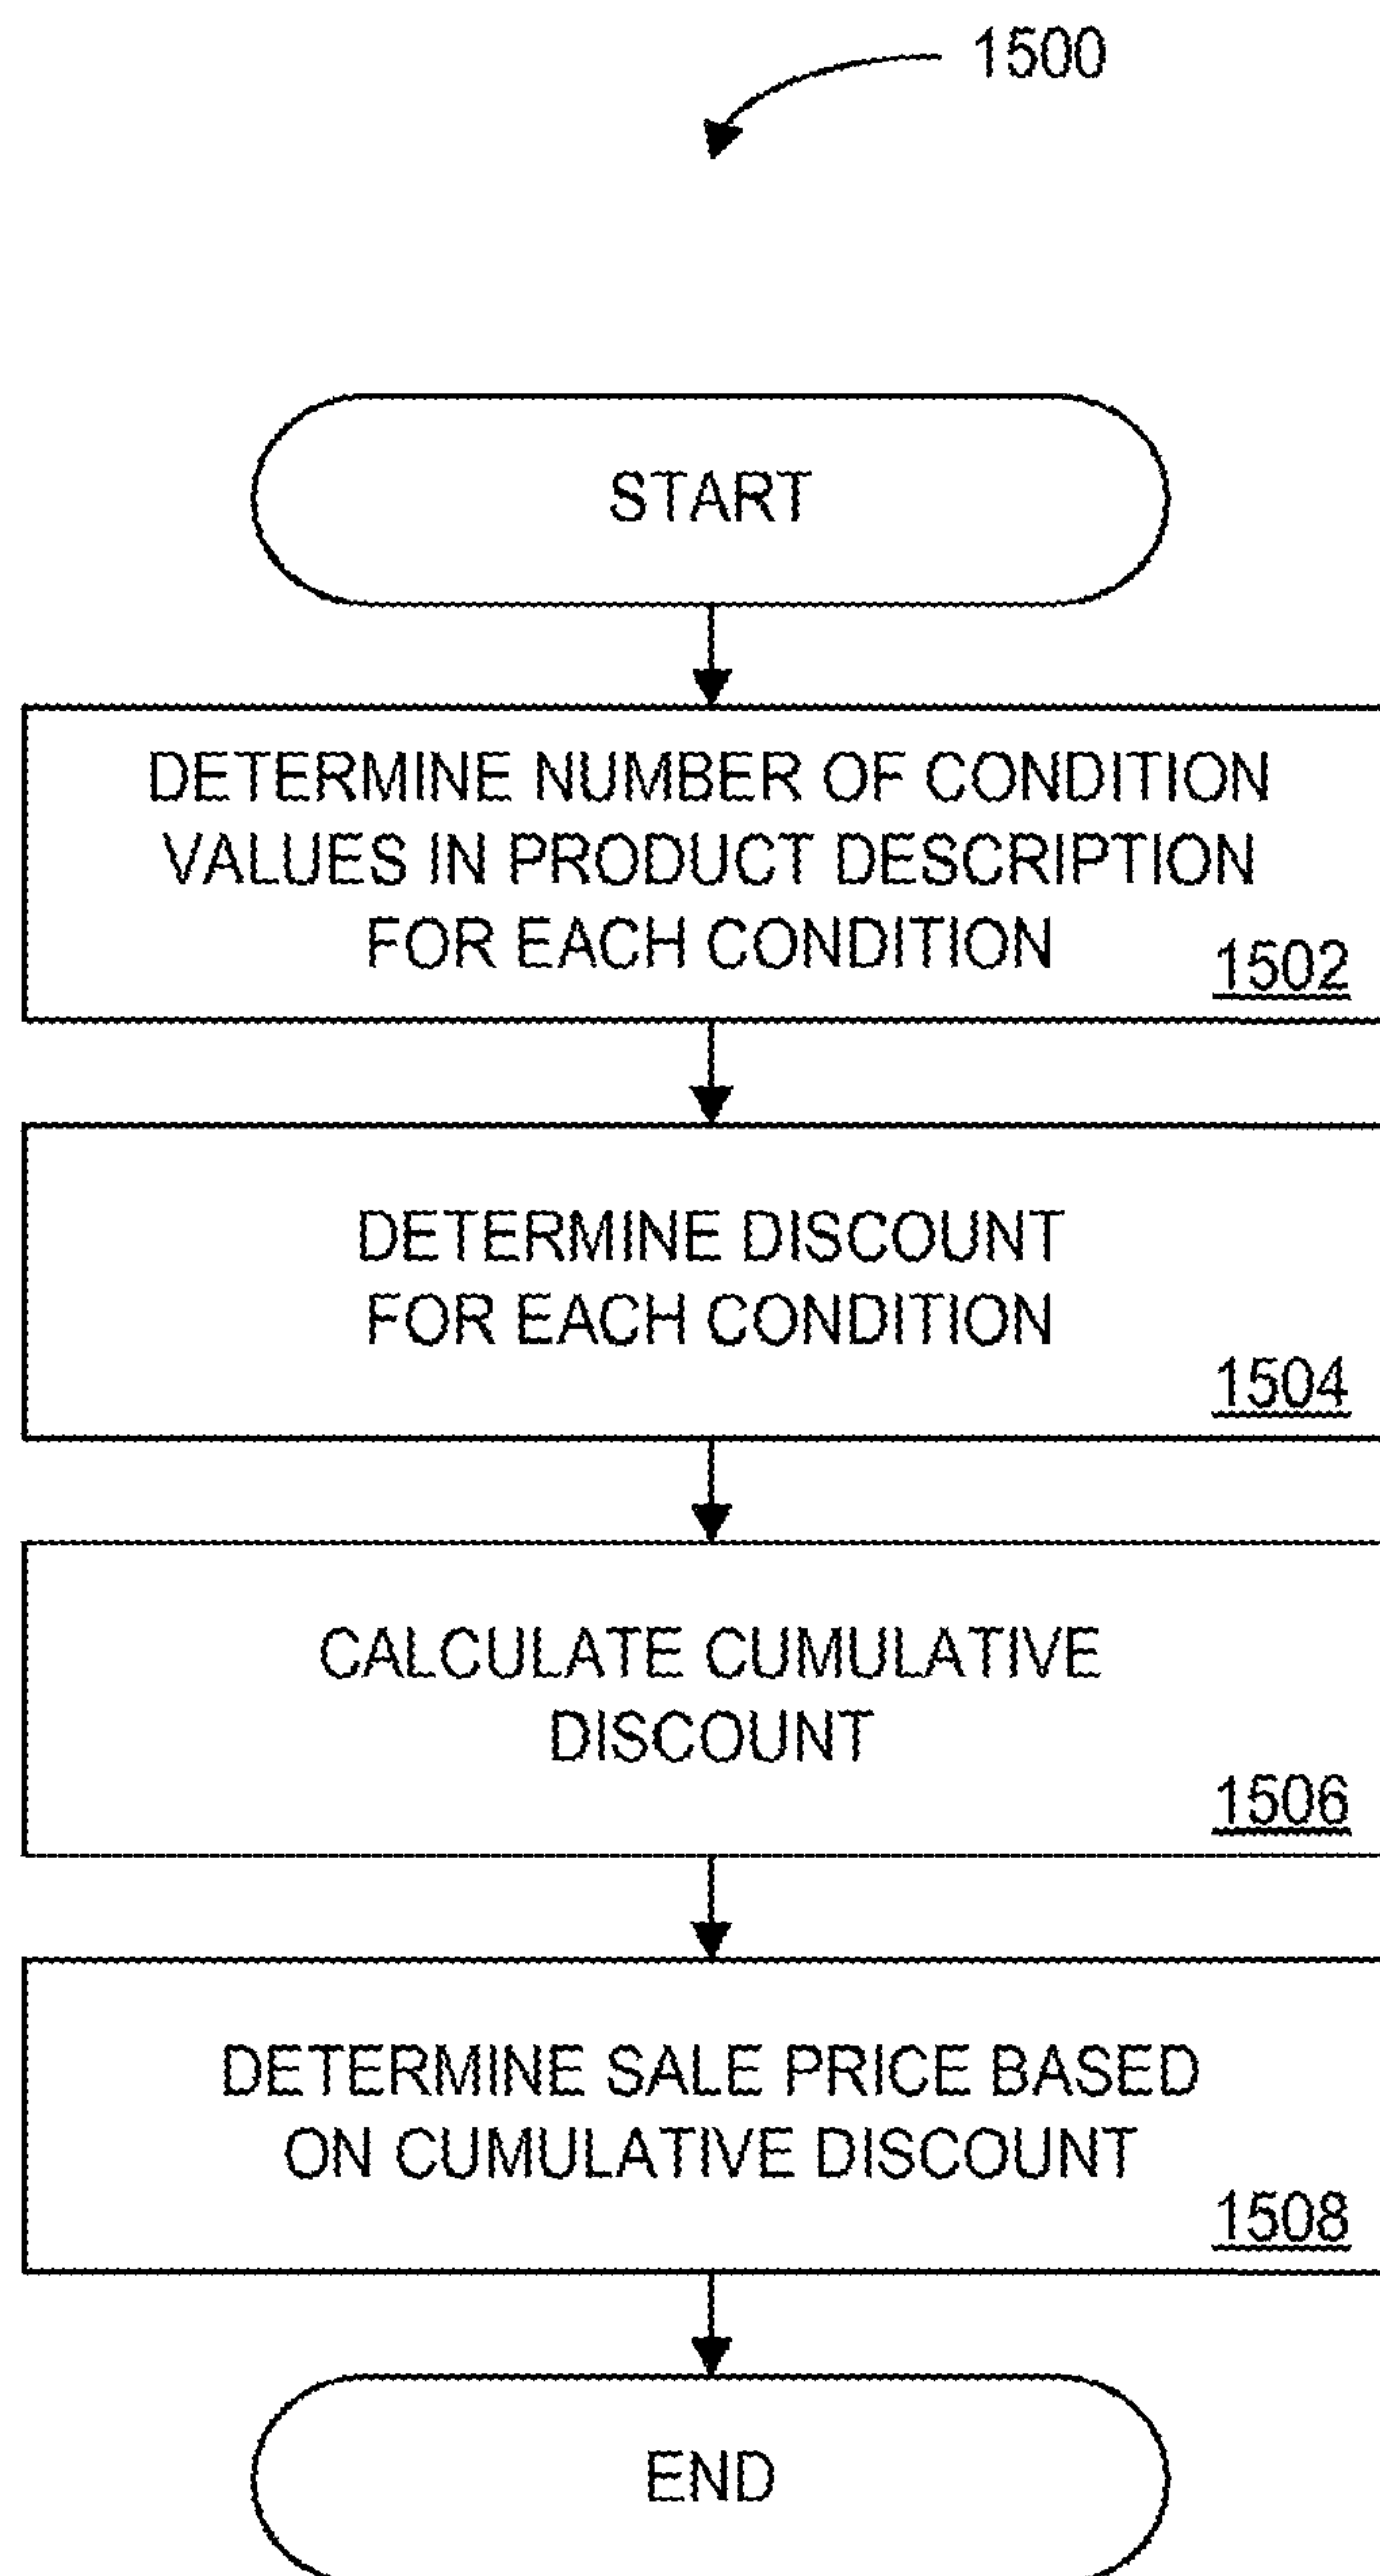 1500
START
DETERMINE NUMBER OF CONDITION
VALUES IN PRODUCT DESCRIPTION
FOR EACH CONDITION
1502
DETERMINE DISCOUNT
FOR EACH CONDITION
1504
CALCULATE CUMULATIVE
DISCOUNT
1506
DETERMINE SALE PRICE BASED
ON CUMULATIVE DISCOUNT
1508
END